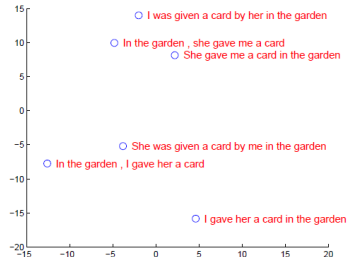 15
I was given a card by her in the garden
10
In the garden , she gave me a card
She gave me a card in the garden
5
0
−5
She was given a card by me in the garden
In the garden , I gave her a card
−10
−15
I gave her a card in the garden
−20
−15 −10 −5 0 5 10 15 20